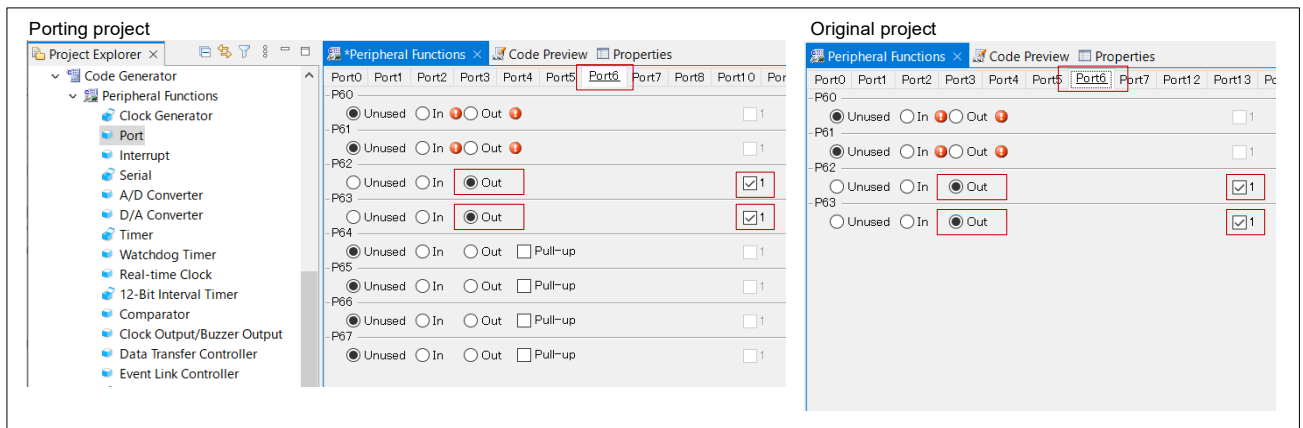 Porting project
Project Explorer
Code Generator
Peripheral Functions
Clock Generator
Port
Interrupt
Serial
A/D Converter
D/A Converter
Timer
Watchdog Timer
Real-time Clock
12-Bit Interval Timer
Comparator
Clock Output/Buzzer Output
Data Transfer Controller
Event Link Controller
*Peripheral Functions Code Preview Properties
Port0 Port1 Port2 Port3 Port4 Port5 Port6 Port7 Port8 Port10 Por
P60
Unused In Out 1
P61
Unused In Out 1
P62
Unused In Out 1
P63
Unused In Out 1
P64
Unused In Out Pull-up 1
P65
Unused In Out Pull-up 1
P66
Unused In Out Pull-up 1
P67
Unused In Out Pull-up 1
Original project
Peripheral Functions Code Preview Properties
Port0 Port1 Port2 Port3 Port4 Port5 Port6 Port7 Port12 Port13 Po
P60
Unused In Out 1
P61
Unused In Out 1
P62
Unused In Out 1
P63
Unused In Out 1